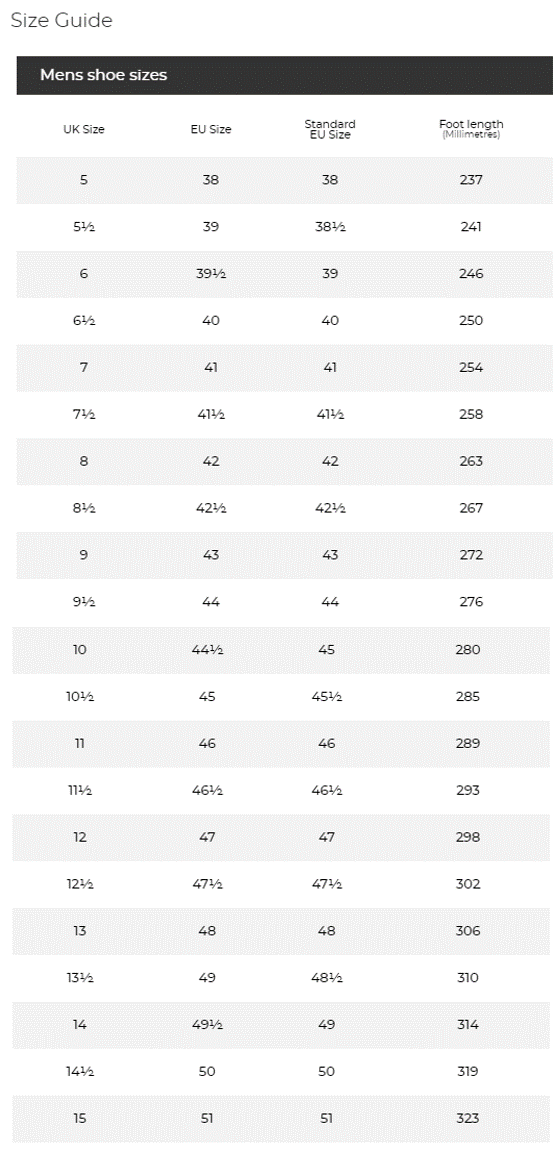 Size Guide
Mens shoe sizes
UK Size EU Size Standard EU Size Foot length (Millimetres)
5 38 38 237
5½ 39 38½ 241
6 39½ 39 246
6½ 40 40 250
7 41 41 254
7½ 41½ 41½ 258
8 42 42 263
8½ 42½ 42½ 267
9 43 43 272
9½ 44 44 276
10 44½ 45 280
10½ 45 45½ 285
11 46 46 289
11½ 46½ 46½ 293
12 47 47 298
12½ 47½ 47½ 302
13 48 48 306
13½ 49 48½ 310
14 49½ 49 314
14½ 50 50 319
15 51 51 323